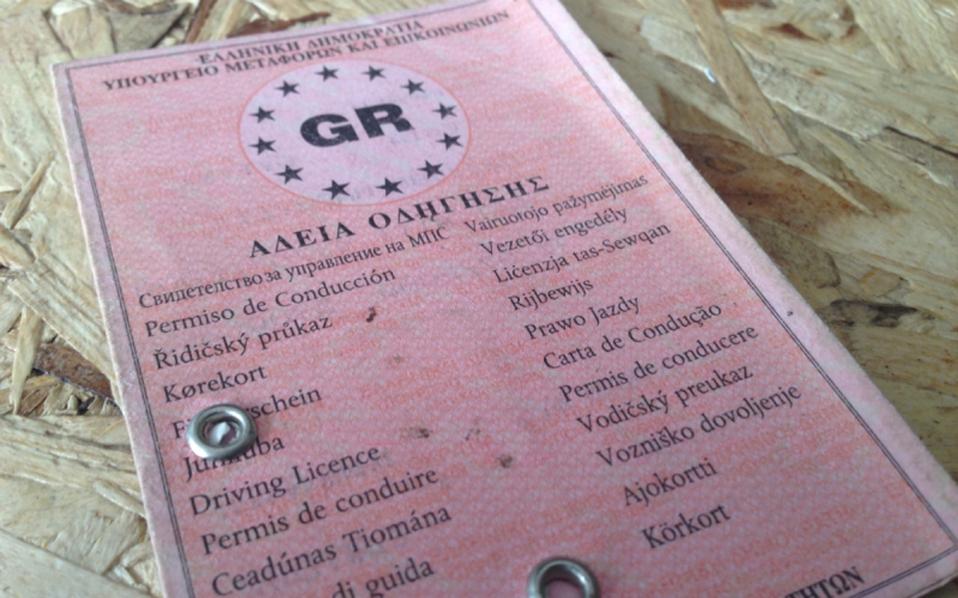 ΕΛΛΗΝΙΚΗ ΔΗΜΟΚΡΑΤΙΑ
ΥΠΟΥΡΓΕΙΟ ΜΕΤΑΦΟΡΩΝ ΚΑΙ ΕΠΙΚΟΙΝΩΝΙΩΝ
GR
ΑΔΕΙΑ ΟΔΗΓΗΣΗΣ
Свидетелство за управление на МПС
Permiso de Conducción
Řidičský průkaz
Kørekort
Driving Licence
Permis de conduire
Ceadúnas Tiomána
di guida
Vairuotojo pažymėjimas
Vezetői engedély
Liċenzja tas-Sewqan
Rijbewijs
Prawo Jazdy
Carta de Condução
Permis de conducere
Vodičský preukaz
Vozniško dovoljenje
Ajokortti
Körkort